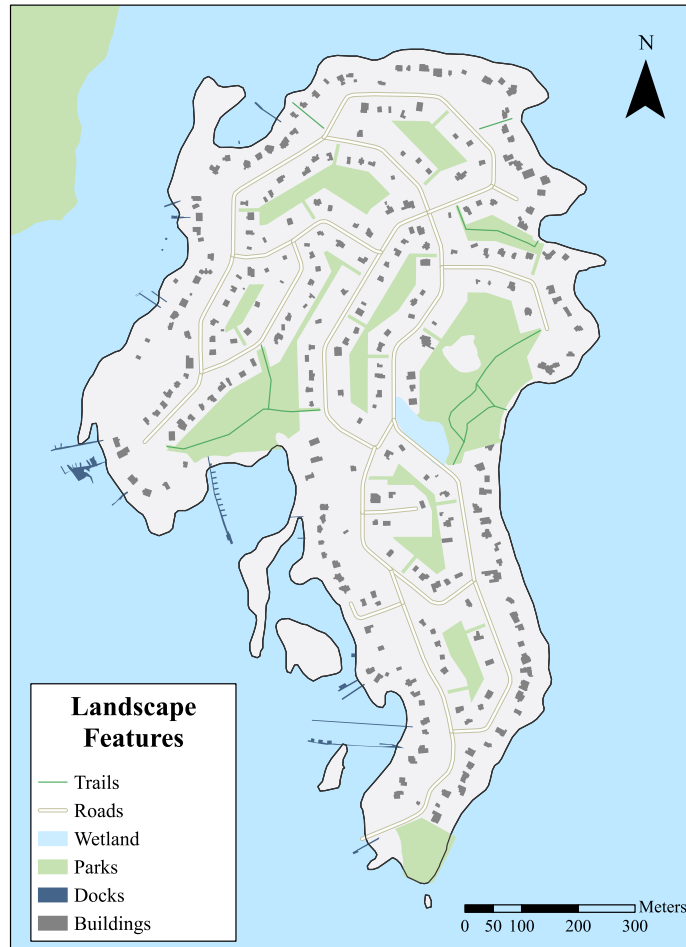 N
Landscape
Features
Trails
Roads
Wetland
Parks
Docks
Buildings
Meters
0 50 100 200 300